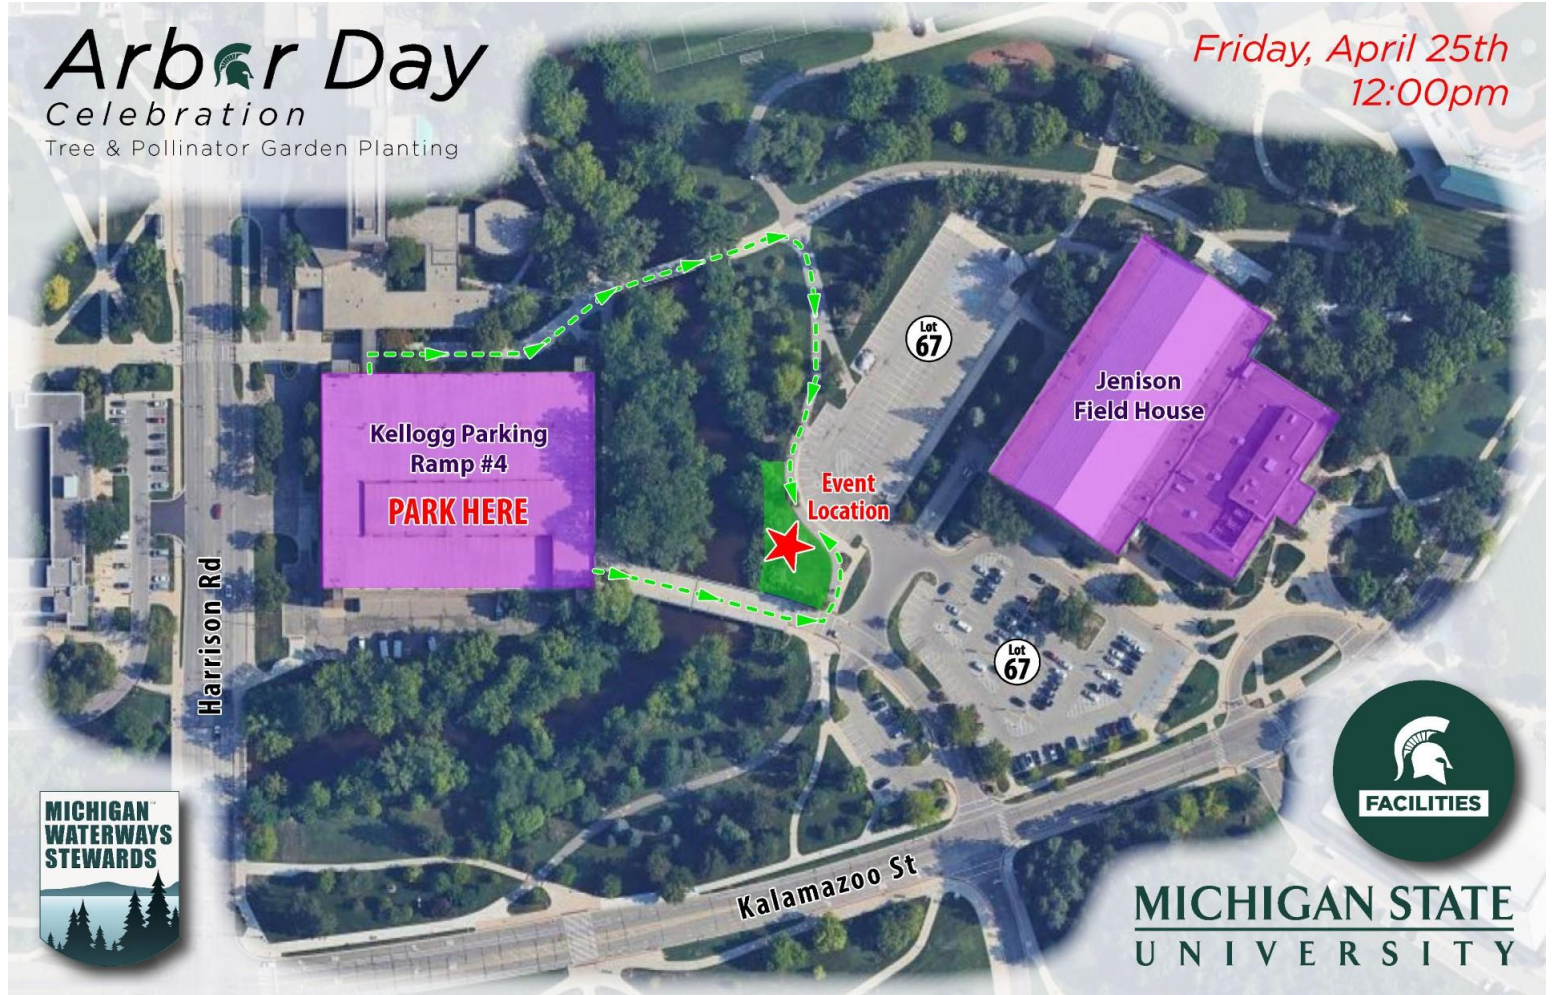 Arbor Day
Celebration
Tree & Pollinator Garden Planting
Friday, April 25th
12:00pm
Lot
67
Jenison
Field House
Kellogg Parking
Ramp #4
PARK HERE
Event
Location
Harrison Rd
Lot
67
Kalamazoo St
MICHIGAN
WATERWAYS
STEWARDS
FACILITIES
MICHIGAN STATE
UNIVERSITY